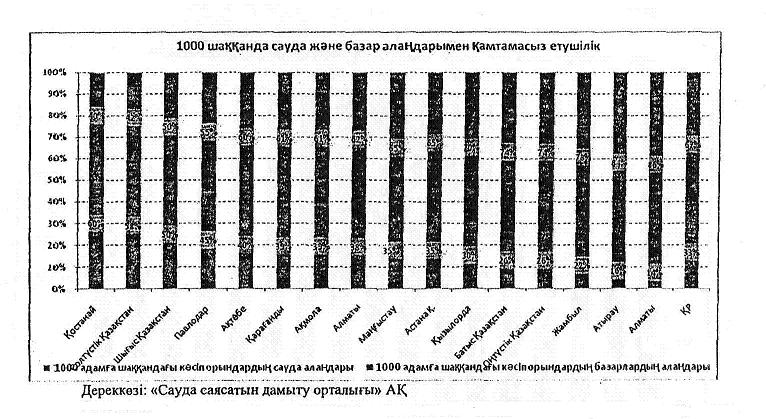 1000 шаққанда сауда және базар алаңдарымен қамтамасыз етушілік
100%
90%
80%
70%
60%
50%
40%
30%
20%
10%
0%
Қостанай
олтүстік Қазақстан
Шығыс Қазақстан
Павлодар
Ақтөбе
Қарағанды
Ақмола
Алматы
Маңғыстау
Астанақ
Қызылорда
Батыс Қазақстан
Оңтүстік Қазақстан
Жамбыл
Атырау
Алматы
ҚР
1000 адамға шаққандағы кәсіпорындардың сауда алаңдары
1000 адамға шаққандағы кәсіпорындардың базарлардың алаңдары
Дереккөзі: «Сауда саясатын дамыту орталығы» АҚ